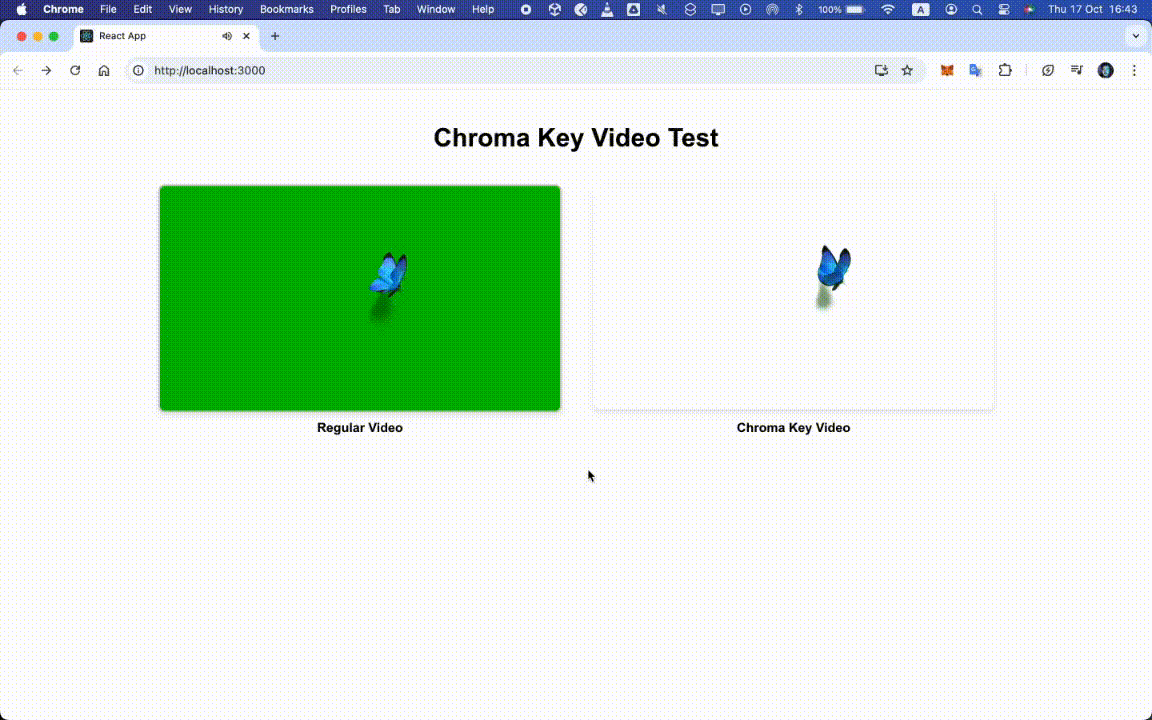 Chrome File Edit View History Bookmarks Profiles Tab Window Help 100% A Thu 17 Oct 16:43
React App
http://localhost:3000
Chroma Key Video Test
Regular Video Chroma Key Video